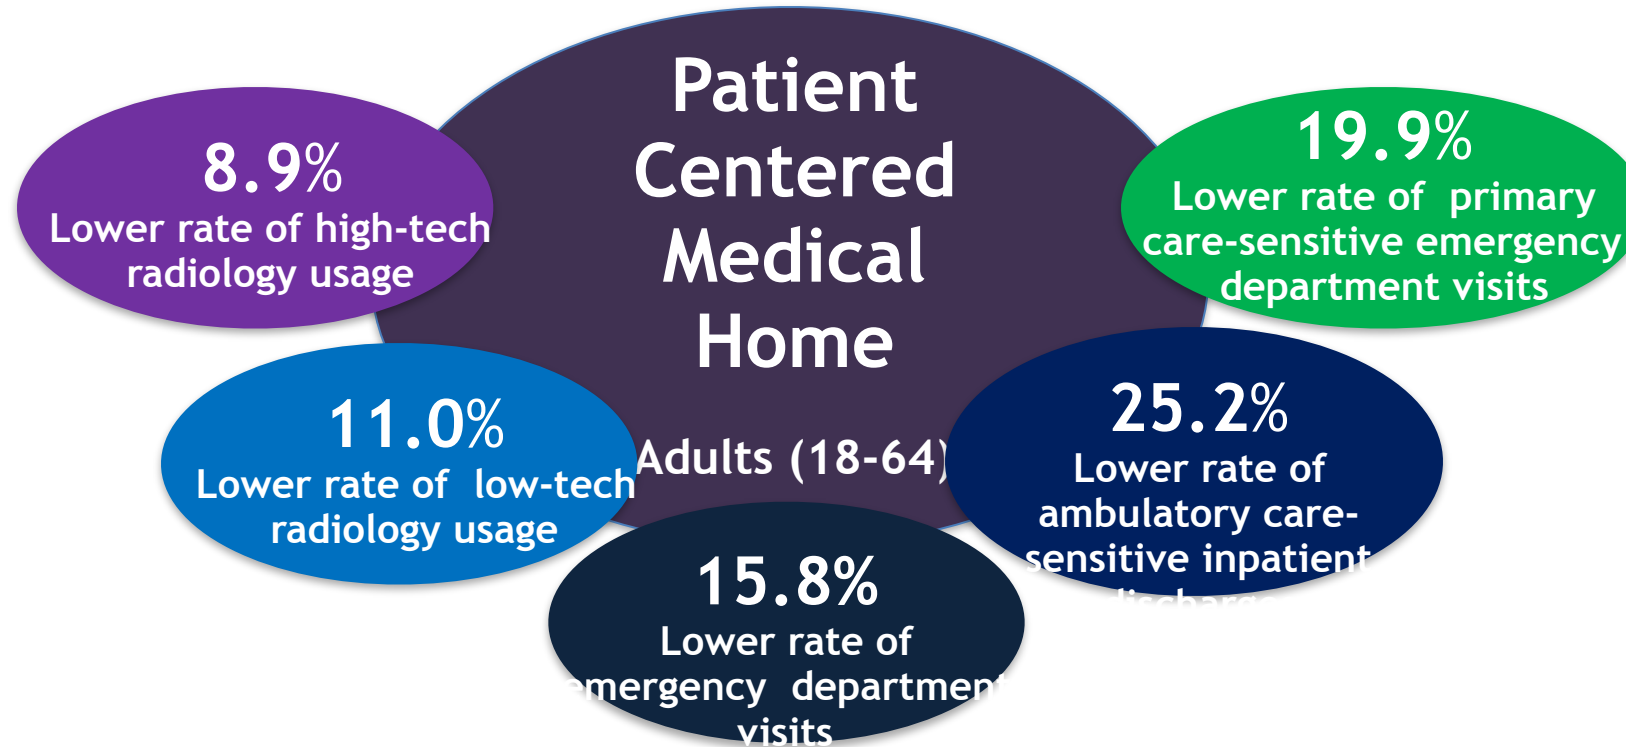 Patient
Centered
Medical
Home
Adults (18-64)
8.9%
Lower rate of high-tech
radiology usage
11.0%
Lower rate of low-tech
radiology usage
15.8%
Lower rate of
emergency department
visits
25.2%
Lower rate of
ambulatory care-
sensitive inpatient
19.9%
Lower rate of primary
care-sensitive emergency
department visits